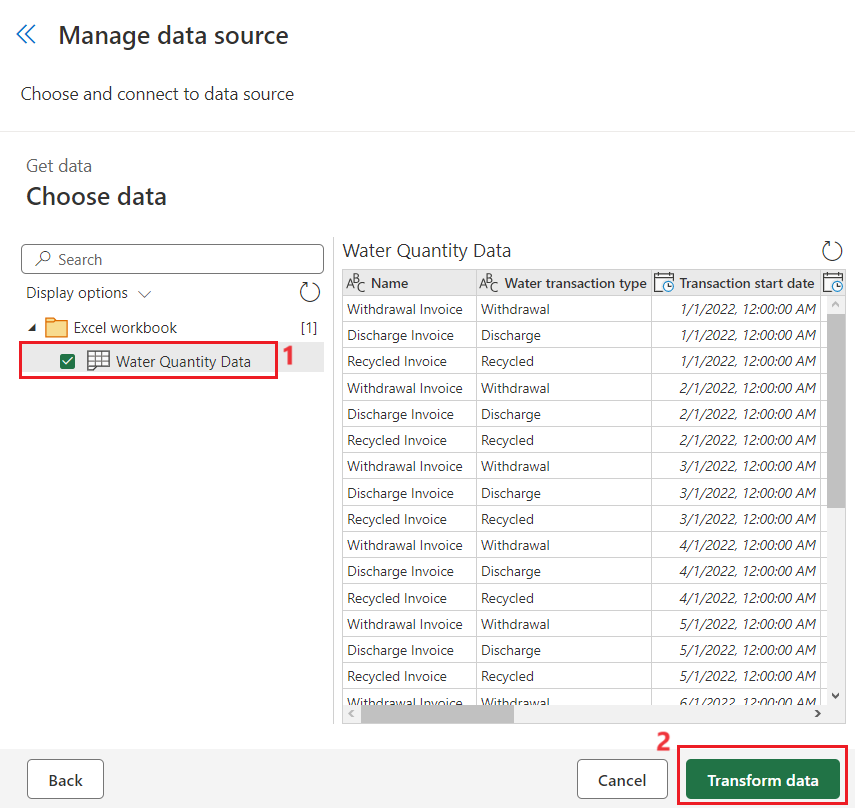 Manage data source
Choose and connect to data source
Get data
Choose data
Search
Display options
Excel workbook [1]
Water Quantity Data
1
Water Quantity Data
ABC Name ABC Water transaction type Transaction start date
Withdrawal Invoice Withdrawal 1/1/2022, 12:00:00 AM
Discharge Invoice Discharge 1/1/2022, 12:00:00 AM
Recycled Invoice Recycled 1/1/2022, 12:00:00 AM
Withdrawal Invoice Withdrawal 2/1/2022, 12:00:00 AM
Discharge Invoice Discharge 2/1/2022, 12:00:00 AM
Recycled Invoice Recycled 2/1/2022, 12:00:00 AM
Withdrawal Invoice Withdrawal 3/1/2022, 12:00:00 AM
Discharge Invoice Discharge 3/1/2022, 12:00:00 AM
Recycled Invoice Recycled 3/1/2022, 12:00:00 AM
Withdrawal Invoice Withdrawal 4/1/2022, 12:00:00 AM
Discharge Invoice Discharge 4/1/2022, 12:00:00 AM
Recycled Invoice Recycled 4/1/2022, 12:00:00 AM
Withdrawal Invoice Withdrawal 5/1/2022, 12:00:00 AM
Discharge Invoice Discharge 5/1/2022, 12:00:00 AM
Recycled Invoice Recycled 5/1/2022, 12:00:00 AM
Withdrawal Invoice Withdrawal 6/1/2022, 12:00:00 AM
2
Back
Cancel
Transform data